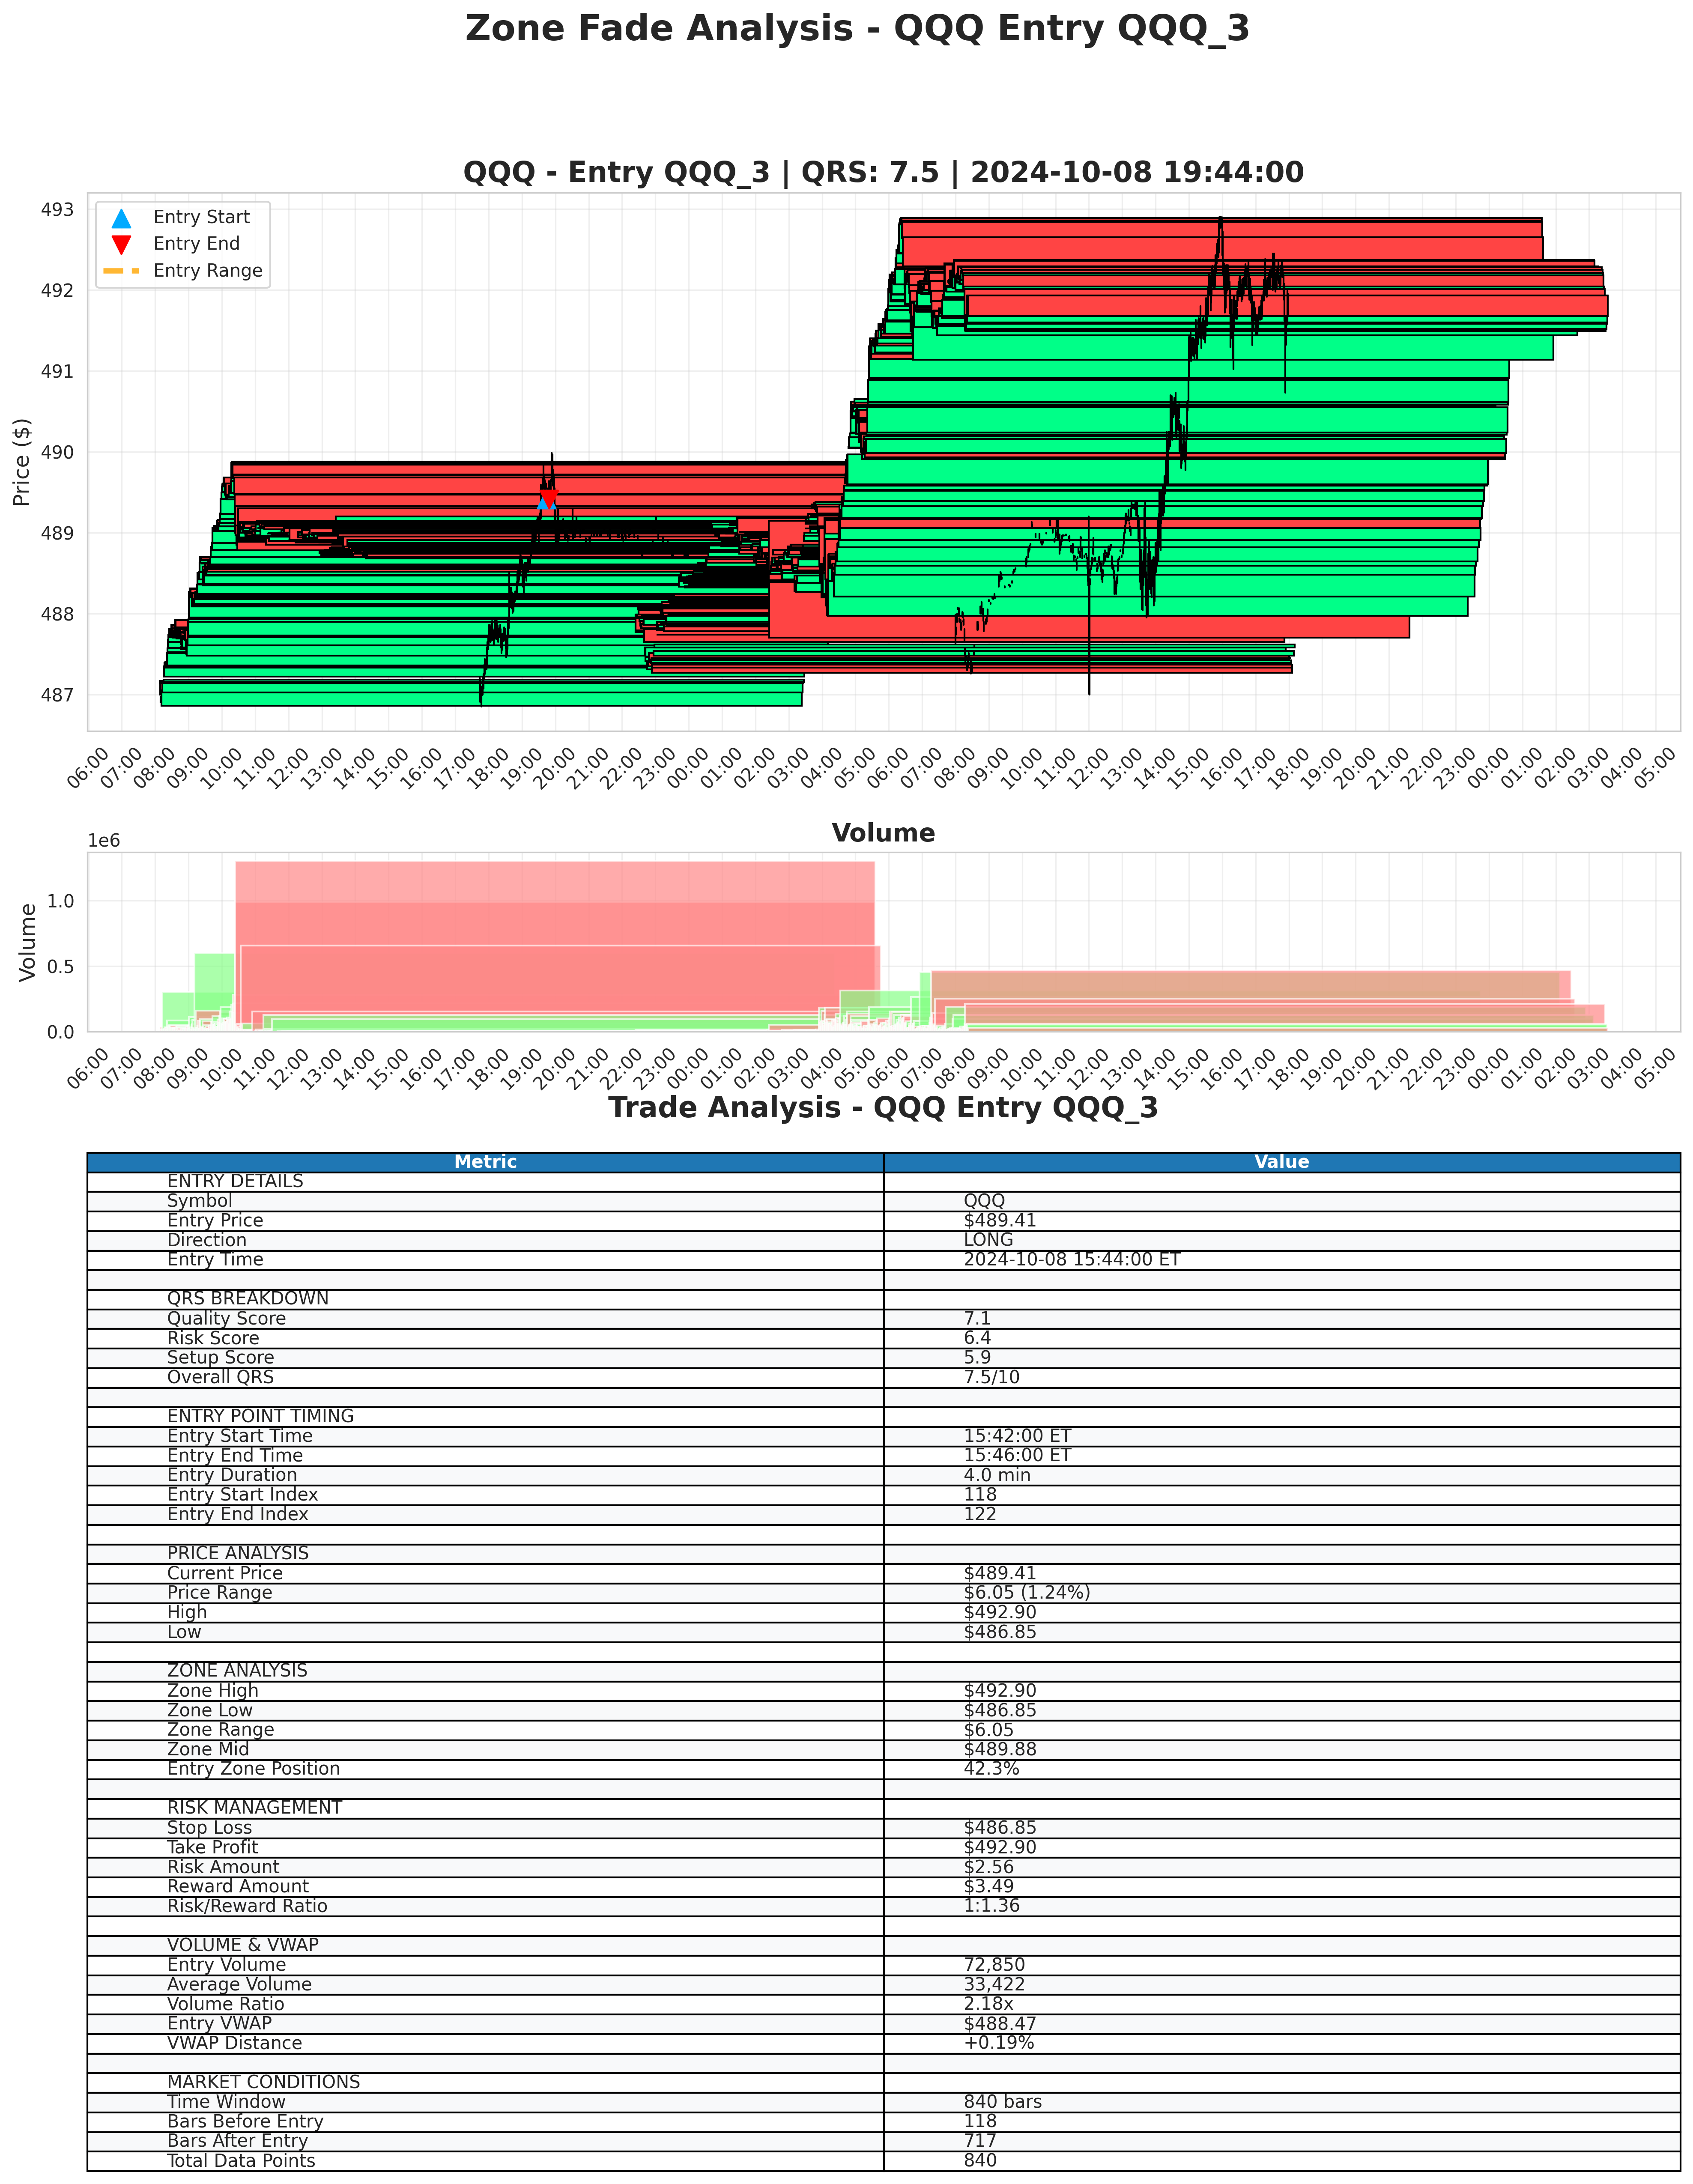 Zone Fade Analysis - QQQ Entry QQQ_3
QQQ - Entry QQQ_3 | QRS: 7.5 | 2024-10-08 19:44:00
Entry Start
Entry End
Entry Range
Price ($)
493
492
491
490
489
488
487
06:00 07:00 08:00 09:00 10:00 11:00 12:00 13:00 14:00 15:00 16:00 17:00 18:00 19:00 20:00 21:00 22:00 23:00 00:00 01:00 02:00 03:00 04:00 05:00 06:00 07:00 08:00 09:00 10:00 11:00 12:00 13:00 14:00 15:00 16:00 17:00 18:00 19:00 20:00 21:00 22:00 23:00 00:00 01:00 02:00 03:00 04:00 05:00
Volume
1e6
Volume
1.0
0.5
0.0
06:00 07:00 08:00 09:00 10:00 11:00 12:00 13:00 14:00 15:00 16:00 17:00 18:00 19:00 20:00 21:00 22:00 23:00 00:00 01:00 02:00 03:00 04:00 05:00 06:00 07:00 08:00 09:00 10:00 11:00 12:00 13:00 14:00 15:00 16:00 17:00 18:00 19:00 20:00 21:00 22:00 23:00 00:00 01:00 02:00 03:00 04:00 05:00
Trade Analysis - QQQ Entry QQQ_3
Metric Value
ENTRY DETAILS
Symbol QQQ
Entry Price $489.41
Direction LONG
Entry Time 2024-10-08 15:44:00 ET
QRS BREAKDOWN
Quality Score 7.1
Risk Score 6.4
Setup Score 5.9
Overall QRS 7.5/10
ENTRY POINT TIMING
Entry Start Time 15:42:00 ET
Entry End Time 15:46:00 ET
Entry Duration 4.0 min
Entry Start Index 118
Entry End Index 122
PRICE ANALYSIS
Current Price $489.41
Price Range $6.05 (1.24%)
High $492.90
Low $486.85
ZONE ANALYSIS
Zone High $492.90
Zone Low $486.85
Zone Range $6.05
Zone Mid $489.88
Entry Zone Position 42.3%
RISK MANAGEMENT
Stop Loss $486.85
Take Profit $492.90
Risk Amount $2.56
Reward Amount $3.49
Risk/Reward Ratio 1:1.36
VOLUME & VWAP
Entry Volume 72,850
Average Volume 33,422
Volume Ratio 2.18x
Entry VWAP $488.47
VWAP Distance +0.19%
MARKET CONDITIONS
Time Window 840 bars
Bars Before Entry 118
Bars After Entry 717
Total Data Points 840